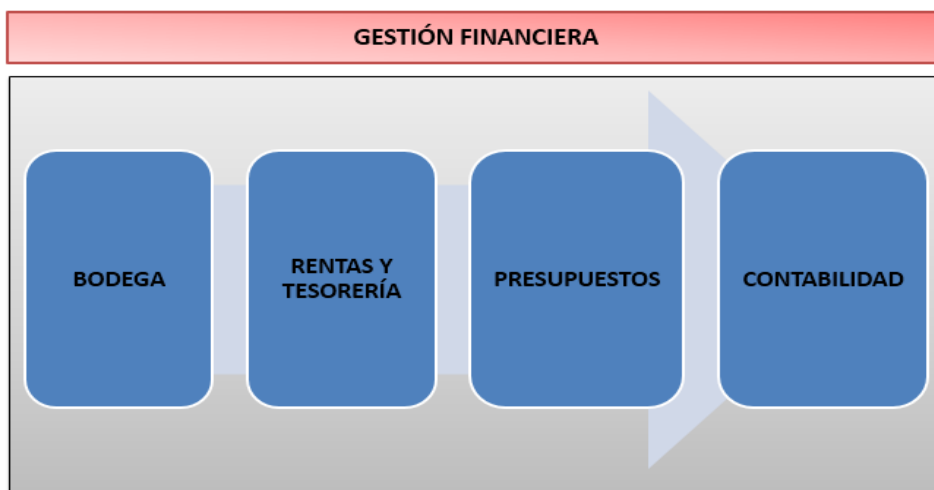 GESTIÓN FINANCIERA
BODEGA
RENTAS Y
TESORERÍA
PRESUPUESTOS
CONTABILIDAD